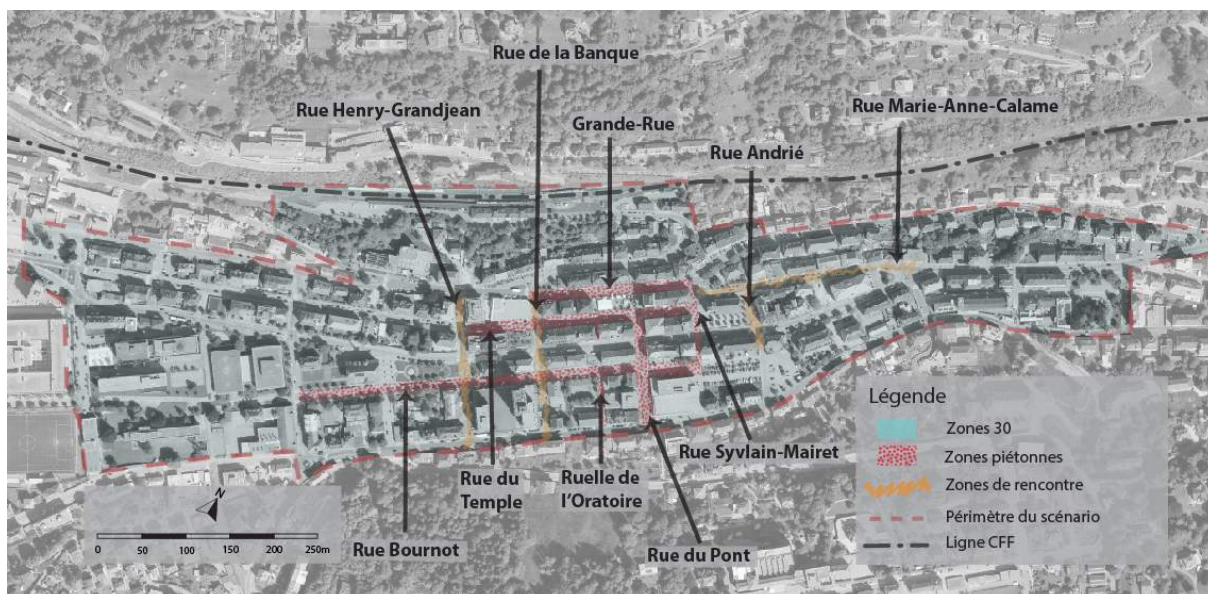 Rue de la Banque
Rue Henry-Grandjean
Grande-Rue
Rue Marie-Anne-Calame
Rue Andrié
Légende
Zones 30
Zones piétonnes
Zones de rencontre
Périmètre du scénario
Ligne CFF
Rue Syvlain-Mairet
Rue du
Temple
Ruelle de
l'Oratoire
Rue Bournot
Rue du Pont
N
0 50 100 150 200 250m